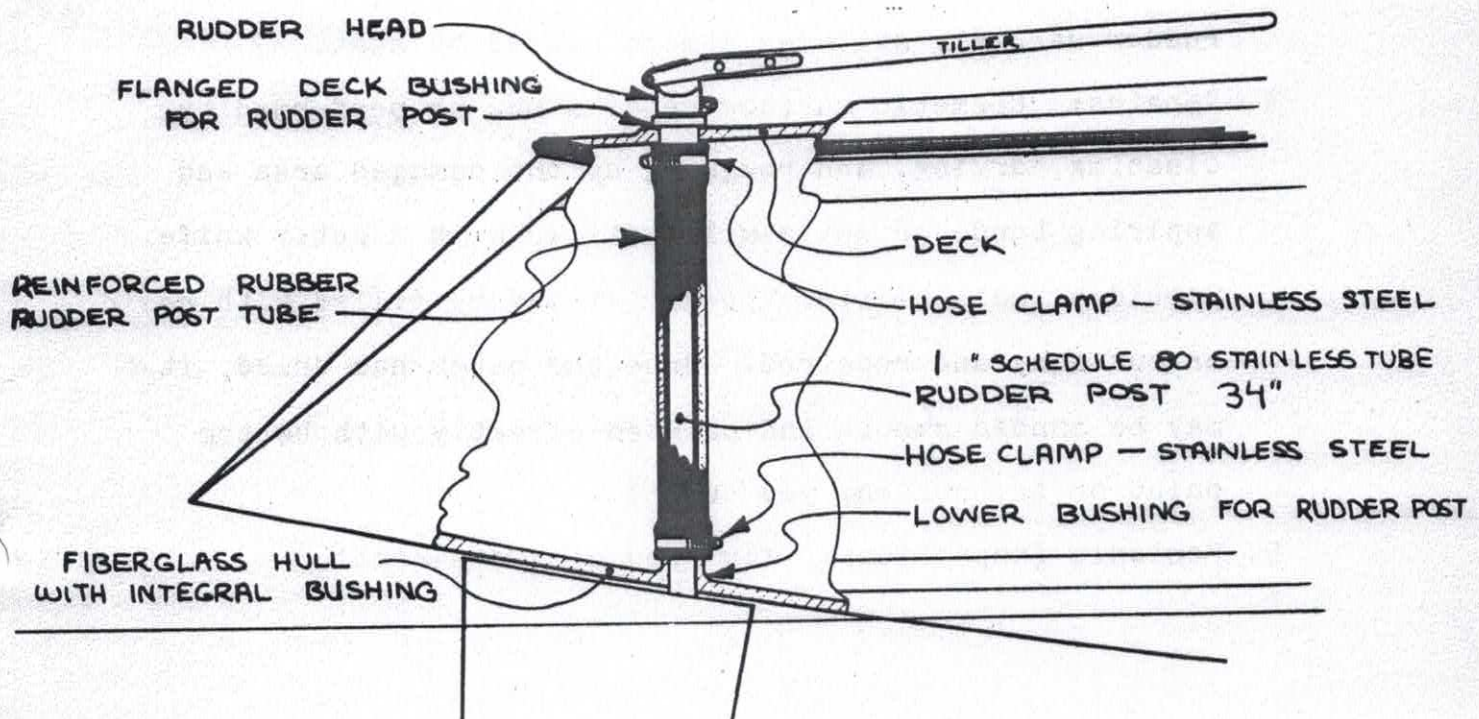 RUDDER HEAD
TILLER
FLANGED DECK BUSHING
FOR RUDDER POST
DECK
REINFORCED RUBBER
RUDDER POST TUBE
HOSE CLAMP — STAINLESS STEEL
1 " SCHEDULE 80 STAINLESS TUBE
RUDDER POST 34"
HOSE CLAMP — STAINLESS STEEL
LOWER BUSHING FOR RUDDER POST
FIBERGLASS HULL
WITH INTEGRAL BUSHING